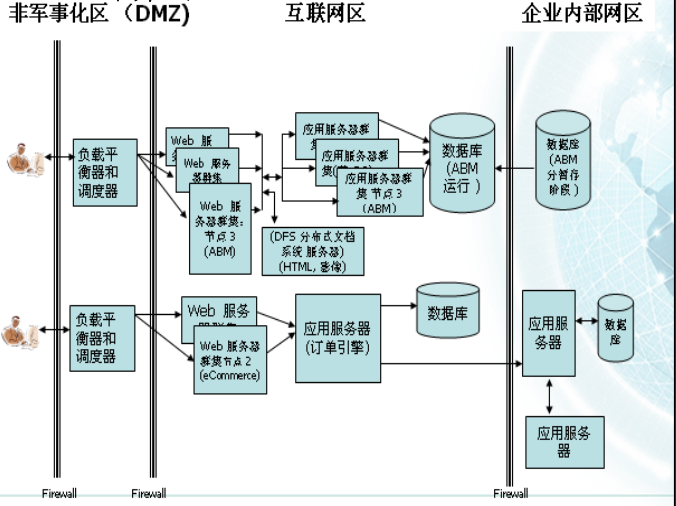 非军事化区 （DMZ)
互联网区
企业内部网区
负载平
衡器和
调度器
Web 服
Web 服务
器群集
Web 服
务器群集:
节点 3
(ABM)
应用服务器群
应用服务器群
应用服务器群
集 节点 3
(ABM)
(DFS 分布式文档
系统 服务器)
(HTML, 影像)
数据库
(ABM
运行 )
数据库
(ABM
分暂存
阶段 )
负载平
衡器和
调度器
Web 服务
Web 服务器
群集节点 2
(eCommerce)
应用服务器
(订单引擎)
数据库
应用服
务器
数据
库
应用服务
器
Firewall
Firewall
Firewall